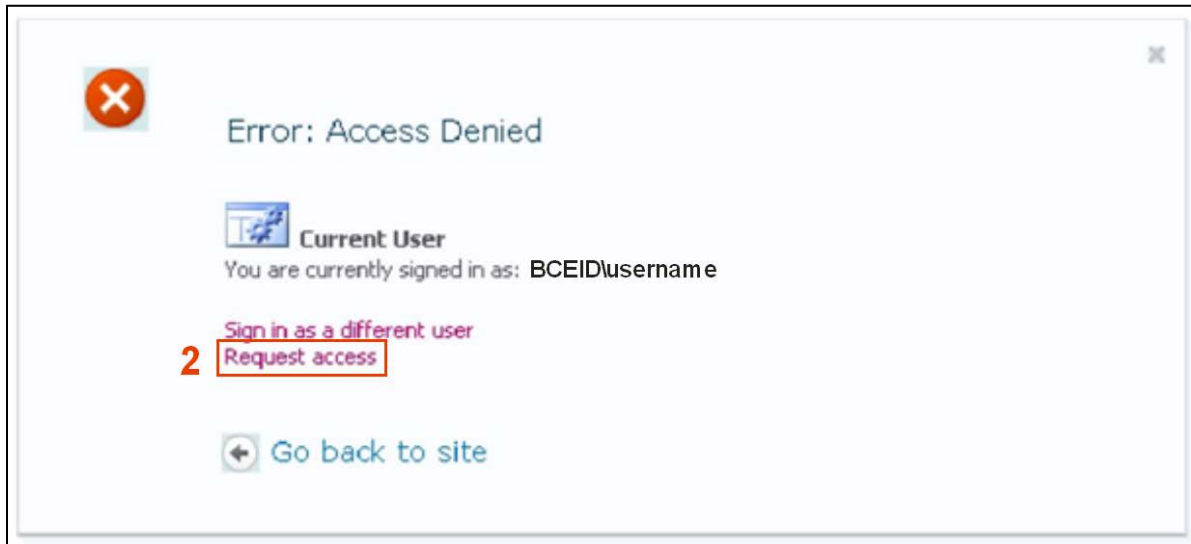 Error: Access Denied
Current User
You are currently signed in as: BCEID\username
Sign in as a different user
2 Request access
Go back to site